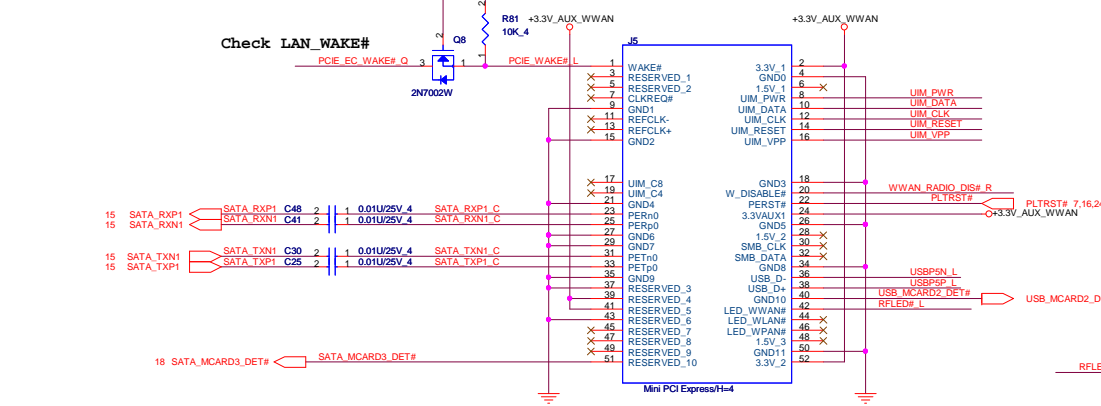 2
R81
10K_4
+3.3V_AUX_WWAN
+3.3V_AUX_WWAN
Check LAN_WAKE#
2
Q8
J5
PCIE_EC_WAKE#_Q 3 1 PCIE_WAKE#_L
2N7002W
1 WAKE# 3.3V_1 2
3 RESERVED_1 GND0 4
5 RESERVED_2 1.5V_1 6
7 CLKREQ# UIM_PWR 8 UIM_PWR
9 GND1 UIM_DATA 10 UIM_DATA
11 REFCLK- UIM_CLK 12 UIM_CLK
13 REFCLK+ UIM_RESET 14 UIM_RESET
15 GND2 UIM_VPP 16 UIM_VPP
17 UIM_C8 GND3 18
19 UIM_C4 W_DISABLE# 20 WWAN_RADIO_DIS#_R
21 GND4 PERST# 22 PLTRST# PLTRST# 7,16,2
15 SATA_RXP1 SATA_RXP1 C48 2 1 0.01U/25V_4 SATA_RXP1_C 23 PERn0 3.3VAUX1 24 +3.3V_AUX_WWAN
15 SATA_RXN1 SATA_RXN1 C41 2 1 0.01U/25V_4 SATA_RXN1_C 25 PERp0 GND5 26
27 GND6 1.5V_2 28
29 GND7 SMB_CLK 30
15 SATA_TXN1 SATA_TXN1 C30 2 1 0.01U/25V_4 SATA_TXN1_C 31 PETn0 SMB_DATA 32
15 SATA_TXP1 SATA_TXP1 C25 2 1 0.01U/25V_4 SATA_TXP1_C 33 PETp0 GND8 34
35 GND9 USB_D- 36 USBP5N_L
37 RESERVED_3 USB_D+ 38 USBP5P_L
39 RESERVED_4 GND10 40 USB_MCARD2_DET# USB_MCARD2_D
41 RESERVED_5 LED_WWAN# 42 RFLED#_L
43 RESERVED_6 LED_WLAN# 44
45 RESERVED_7 LED_WPAN# 46
47 RESERVED_8 1.5V_3 48
49 RESERVED_9 GND11 50
18 SATA_MCARD3_DET# SATA_MCARD3_DET# 51 RESERVED_10 3.3V_2 52
RFLE
Mini PCI Express/H=4